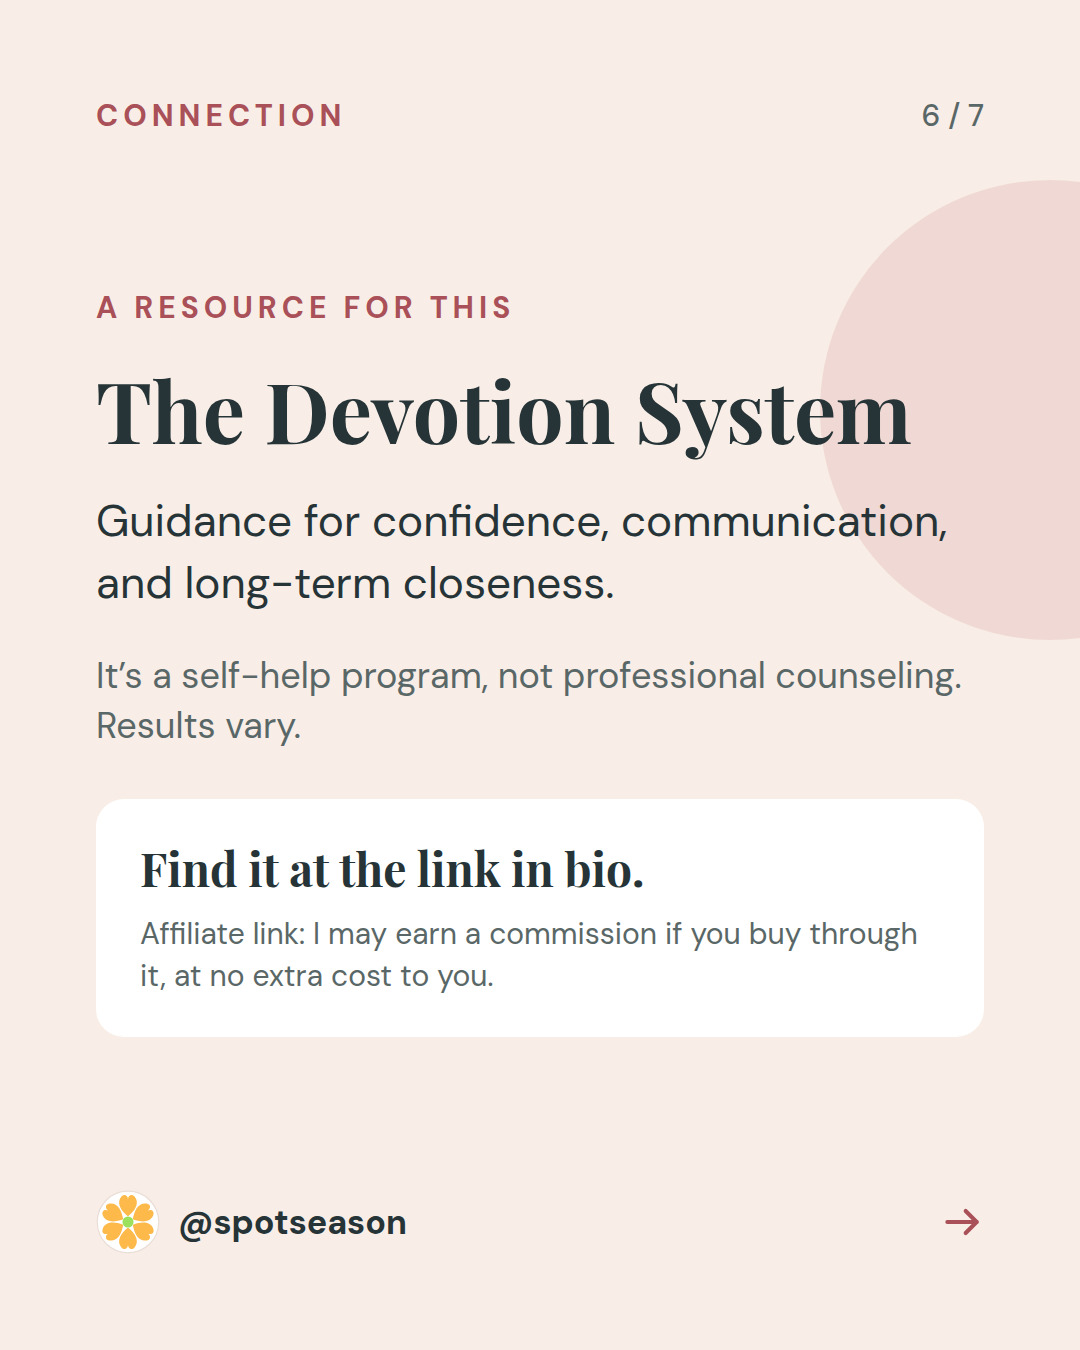 CONNECTION
6 / 7
A RESOURCE FOR THIS
The Devotion System
Guidance for confidence, communication,
and long-term closeness.
It’s a self-help program, not professional counseling.
Results vary.
Find it at the link in bio.
Affiliate link: I may earn a commission if you buy through
it, at no extra cost to you.
@spotseason